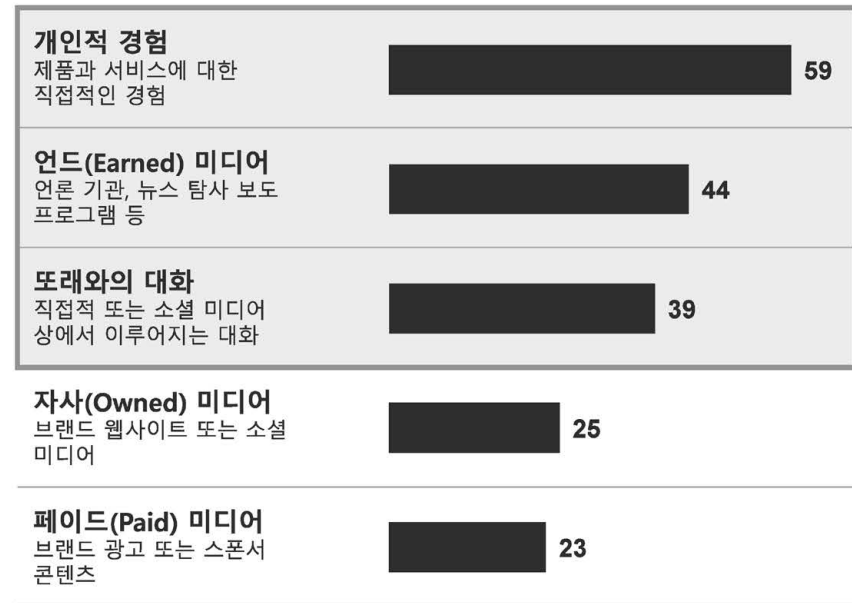 개인적 경험
제품과 서비스에 대한
직접적인 경험
59
언드(Earned) 미디어
언론 기관, 뉴스 탐사 보도
프로그램 등
44
또래와의 대화
직접적 또는 소셜 미디어
상에서 이루어지는 대화
39
자사(Owned) 미디어
브랜드 웹사이트 또는 소셜
미디어
25
페이드(Paid) 미디어
브랜드 광고 또는 스폰서
콘텐츠
23